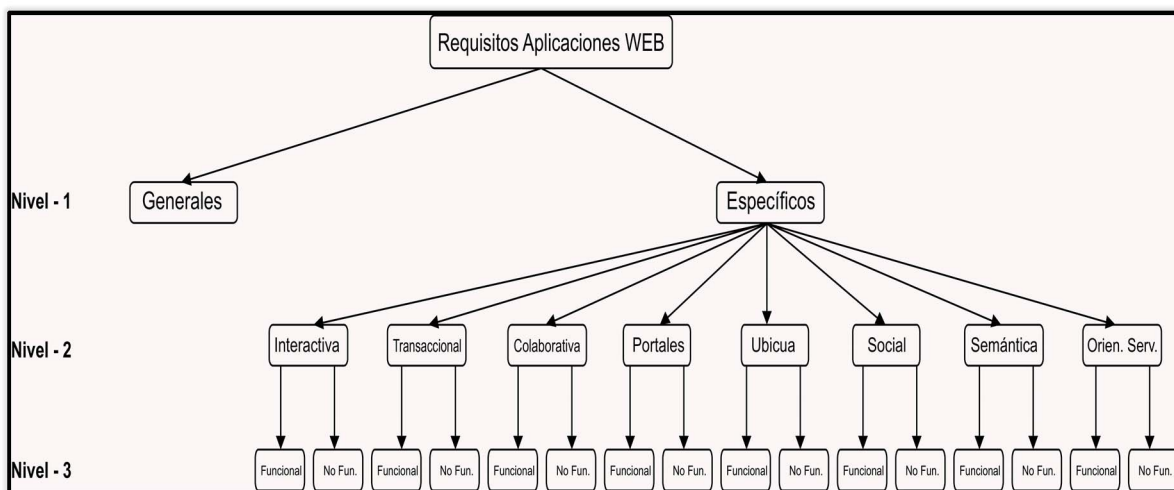 Requisitos Aplicaciones WEB
Nivel - 1
Generales
Específicos
Nivel - 2
Interactiva
Transaccional
Colaborativa
Portales
Ubicua
Social
Semántica
Orien. Serv.
Nivel - 3
Funcional
No Fun.
Funcional
No Fun.
Funcional
No Fun.
Funcional
No Fun.
Funcional
No Fun.
Funcional
No Fun.
Funcional
No Fun.
Funcional
No Fun.